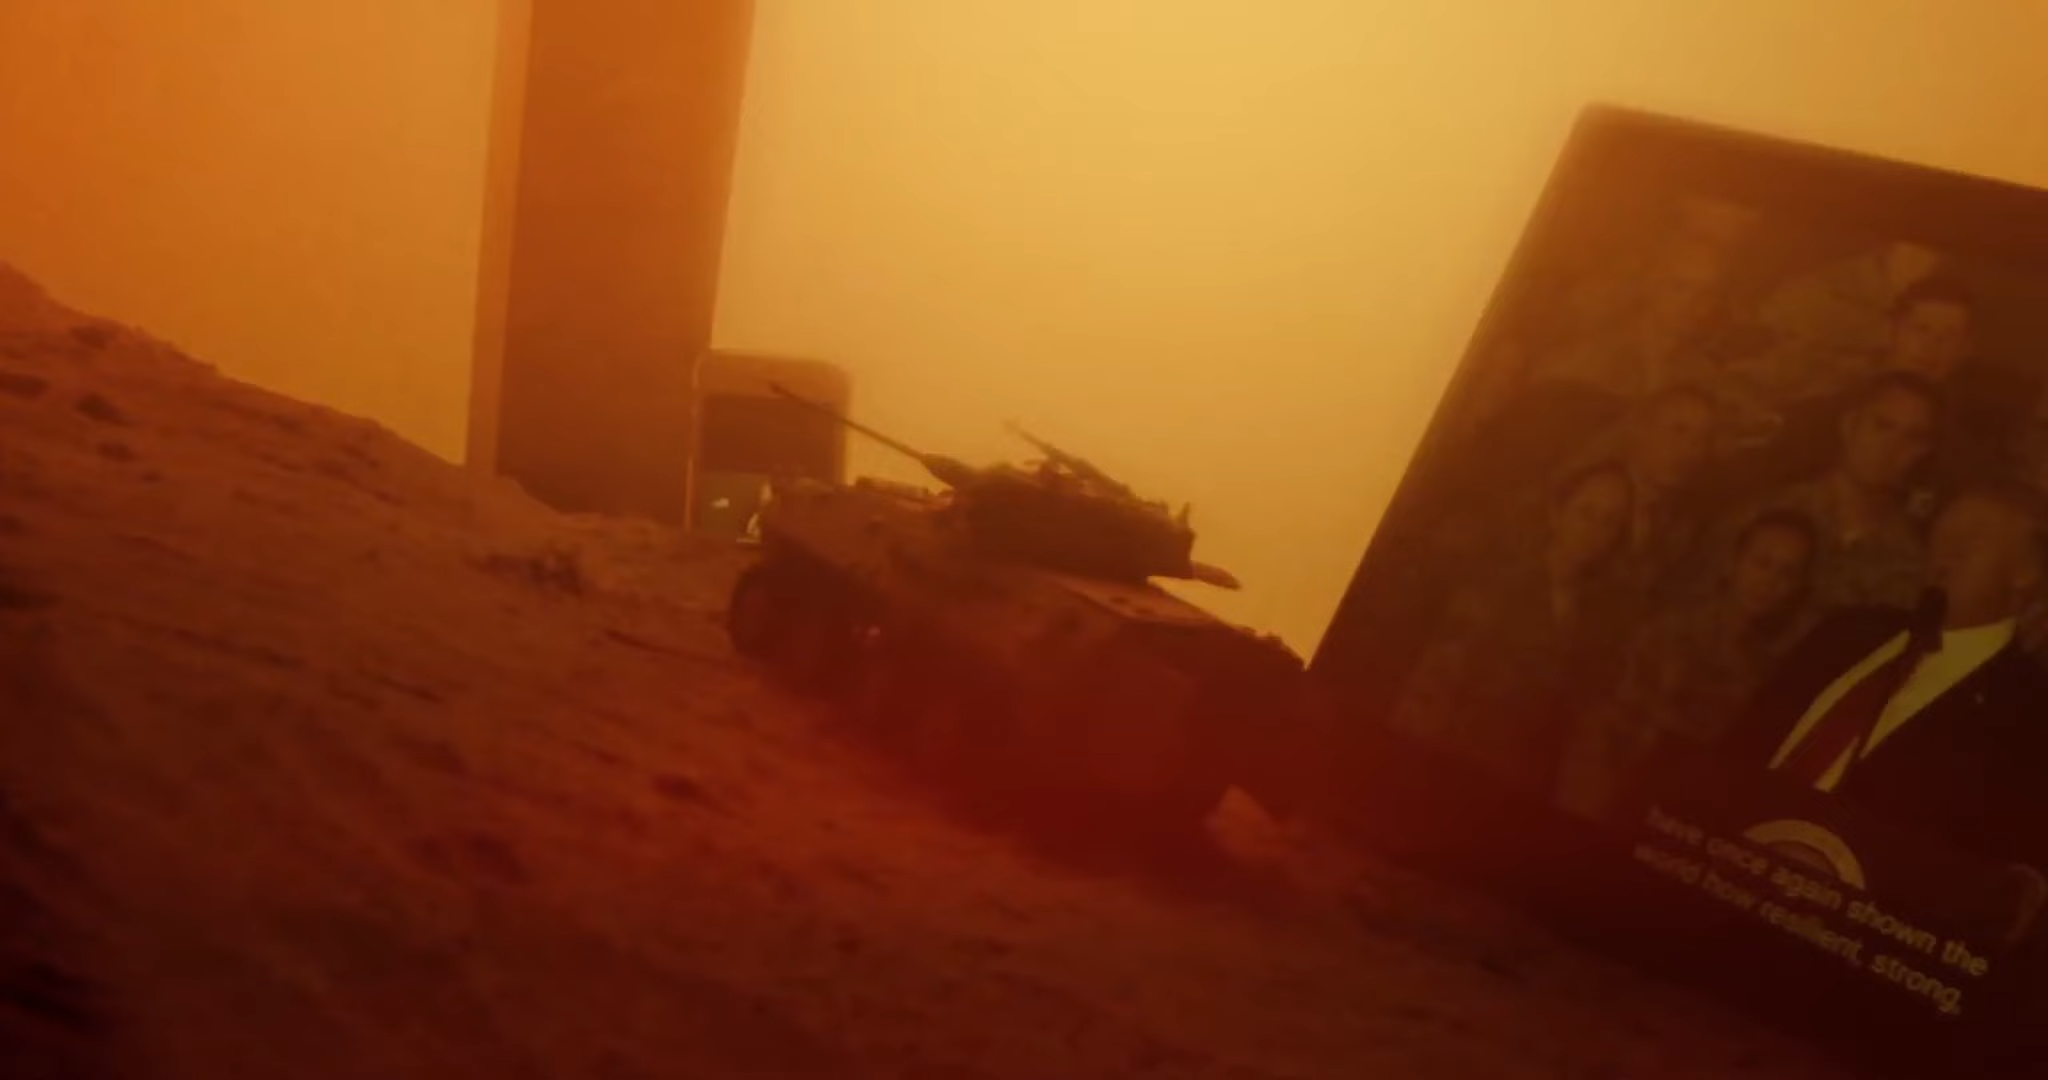 have once again shown the
world how resilient, strong,